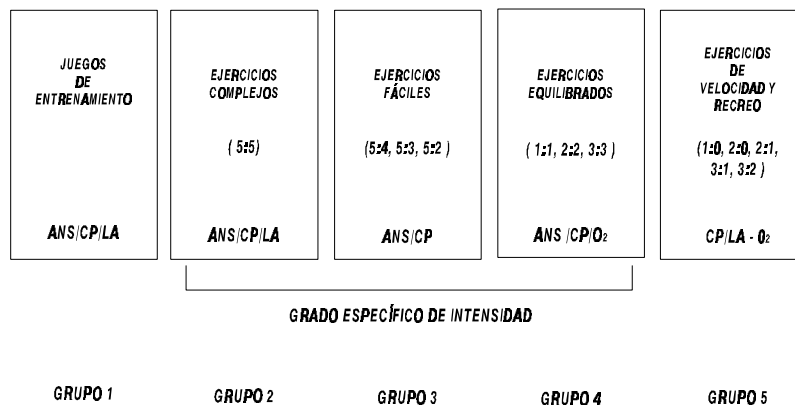 JUEGOS
DE
ENTRENAMIENTO
ANS/CP/LA
EJERCICIOS
COMPLEJOS
( 5:5)
ANS/CP/LA
EJERCICIOS
FÁCILES
(5:4, 5:3, 5:2 )
ANS/CP
EJERCICIOS
EQUILIBRADOS
( 1:1, 2:2, 3:3)
ANS /CP/O₂
EJERCICIOS
DE
VELOCIDAD Y
RECREO
(1:0, 2:0, 2:1,
3:1, 3:2 )
CP/LA - O₂
GRADO ESPECÍFICO DE INTENSIDAD
GRUPO 1
GRUPO 2
GRUPO 3
GRUPO 4
GRUPO 5